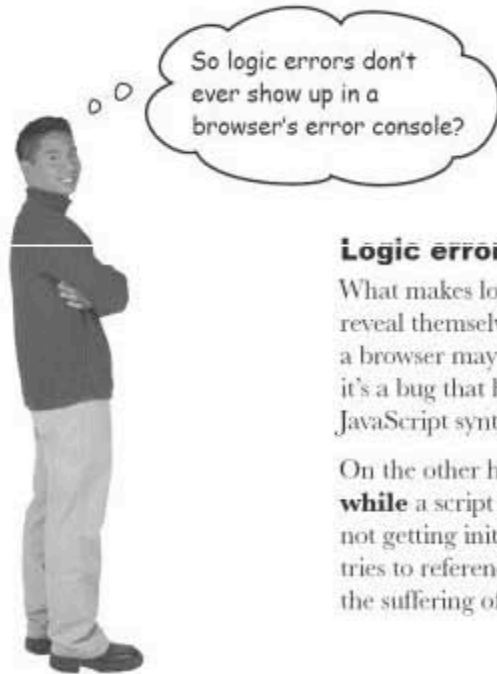 So logic errors don't
ever show up in a
browser's error console?
Logic error
What makes lo
reveal themsel
a browser may
it's a bug that
JavaScript synt
On the other h
while a script
not getting init
tries to referen
the suffering of